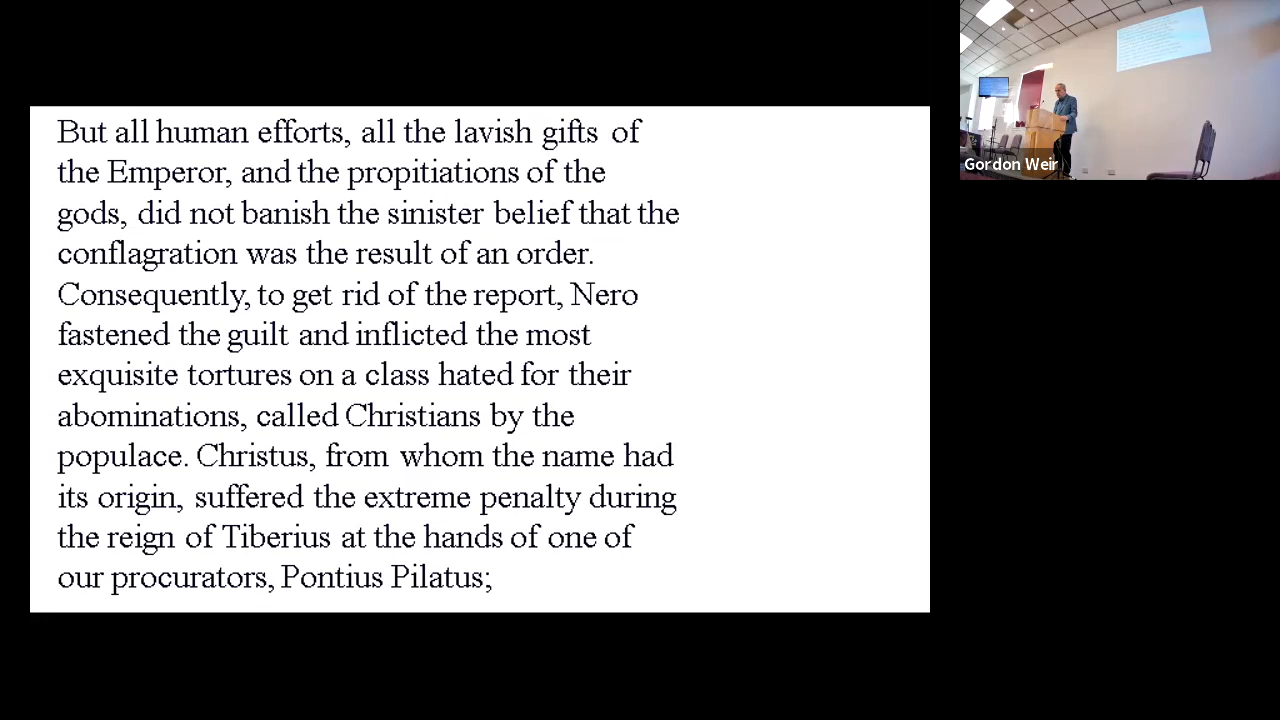 But all human efforts, all the lavish gifts of
the Emperor, and the propitiations of the
gods, did not banish the sinister belief that the
conflagration was the result of an order.
Consequently, to get rid of the report, Nero
fastened the guilt and inflicted the most
exquisite tortures on a class hated for their
abominations, called Christians by the
populace. Christus, from whom the name had
its origin, suffered the extreme penalty during
the reign of Tiberius at the hands of one of
our procurators, Pontius Pilatus;
Gordon Weir